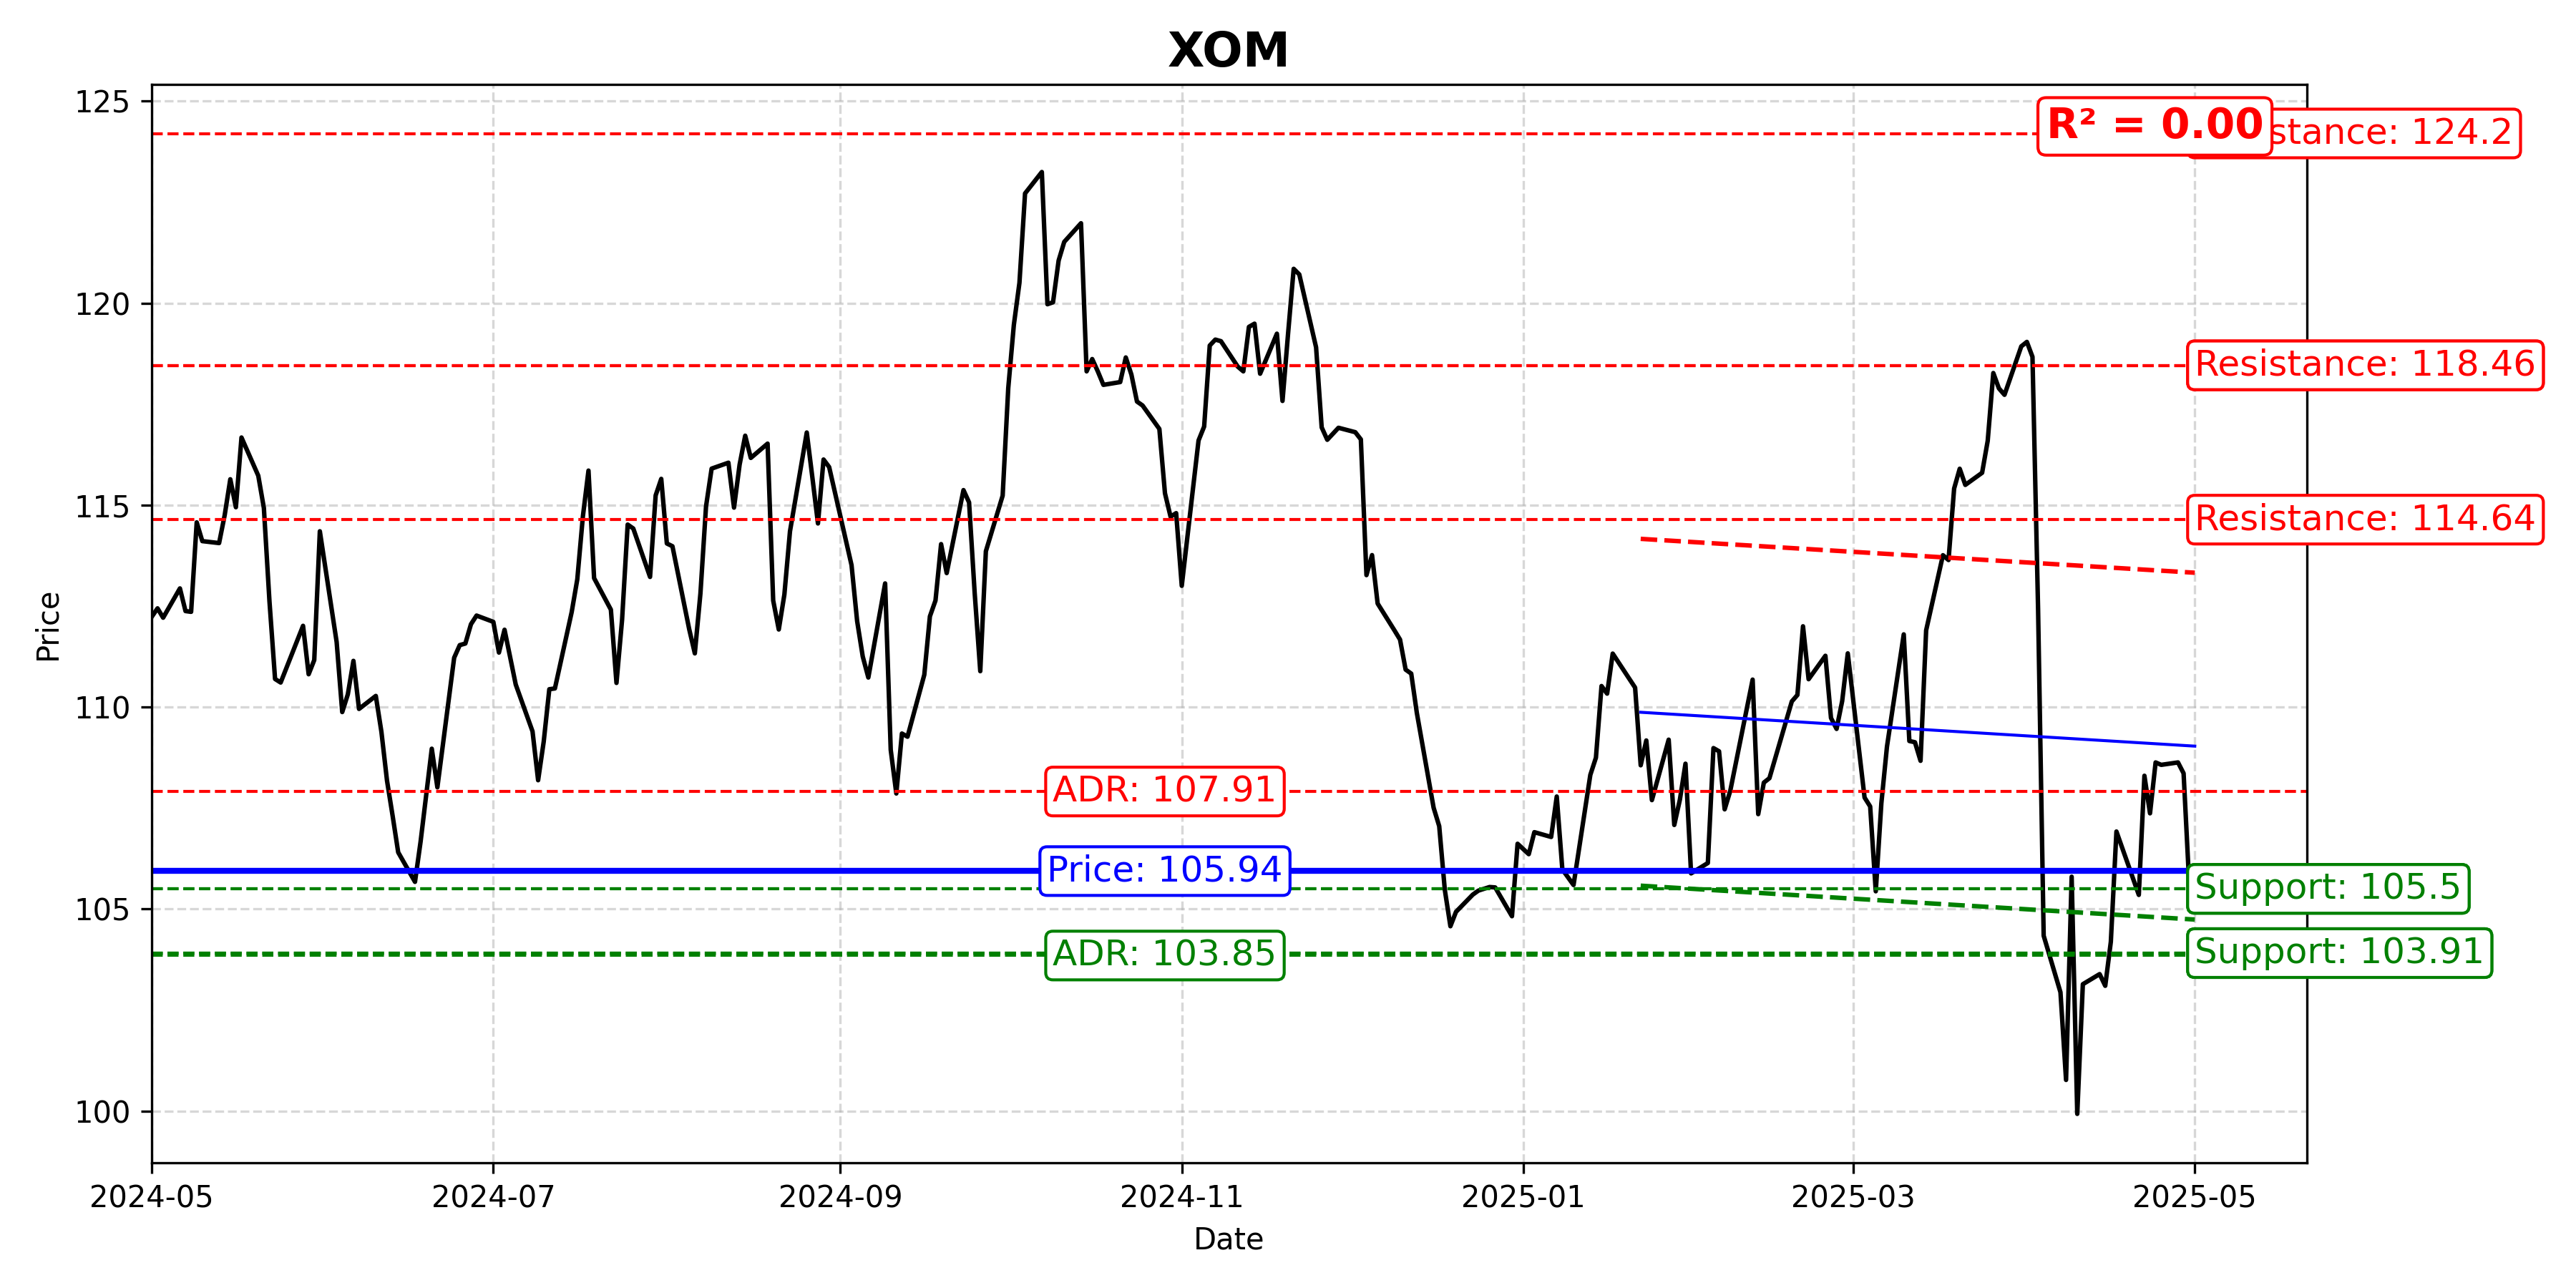 XOM
125
120
115
110
105
100
Price
R² = 0.00
stance: 124.2
Resistance: 118.46
Resistance: 114.64
ADR: 107.91
Price: 105.94
Support: 105.5
ADR: 103.85
Support: 103.91
2024-05
2024-07
2024-09
2024-11
2025-01
2025-03
2025-05
Date